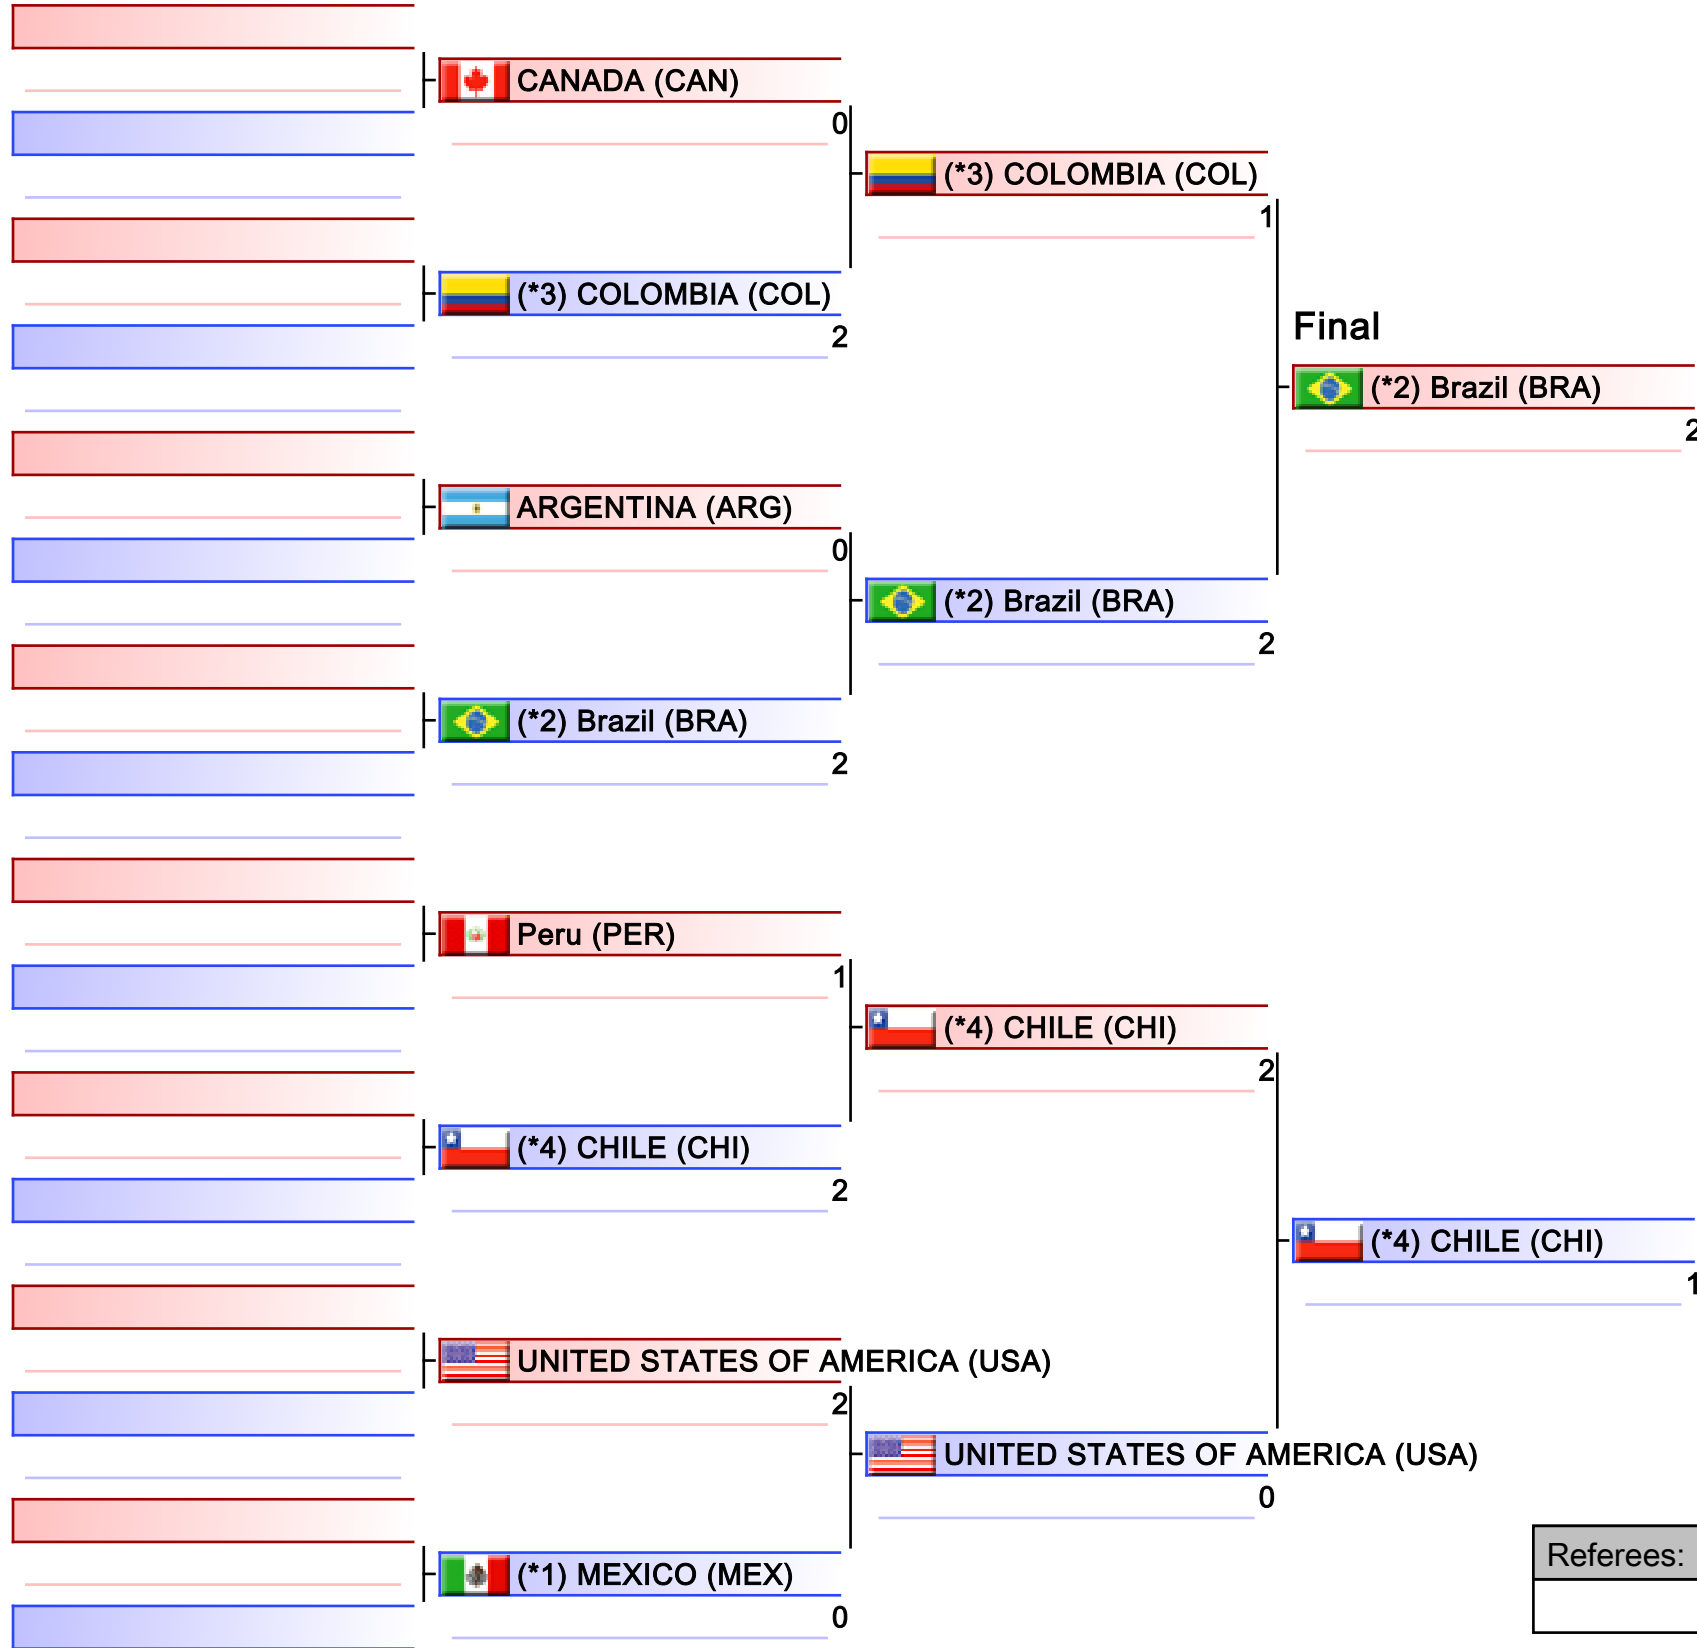 CANADA (CAN)
0
(*3) COLOMBIA (COL)
1
(*3) COLOMBIA (COL)
2
Final
(*2) Brazil (BRA)
2
ARGENTINA (ARG)
0
(*2) Brazil (BRA)
2
(*2) Brazil (BRA)
2
Peru (PER)
1
(*4) CHILE (CHI)
2
(*4) CHILE (CHI)
2
(*4) CHILE (CHI)
1
UNITED STATES OF AMERICA (USA)
2
UNITED STATES OF AMERICA (USA)
0
Referees:
(*1) MEXICO (MEX)
0